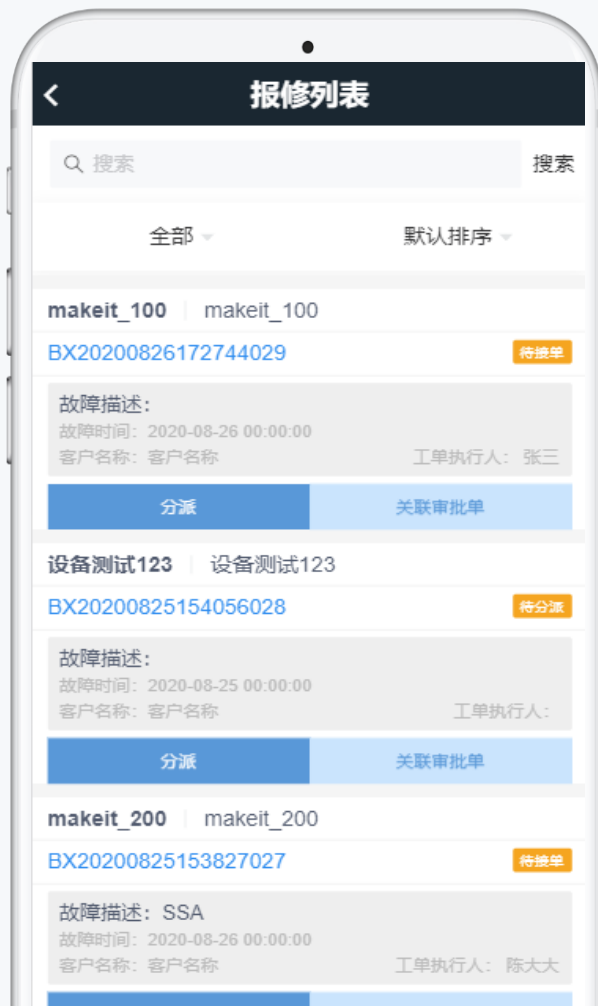 报修列表
搜索 搜索
全部 默认排序
makeit_100 makeit_100
BX20200826172744029 待接单
故障描述：
故障时间：2020-08-26 00:00:00
客户名称：客户名称 工单执行人： 张三
分派 关联审批单
设备测试123 设备测试123
BX20200825154056028 待分派
故障描述：
故障时间：2020-08-25 00:00:00
客户名称：客户名称 工单执行人：
分派 关联审批单
makeit_200 makeit_200
BX20200825153827027 待接单
故障描述：SSA
故障时间：2020-08-26 00:00:00
客户名称：客户名称 工单执行人： 陈大大